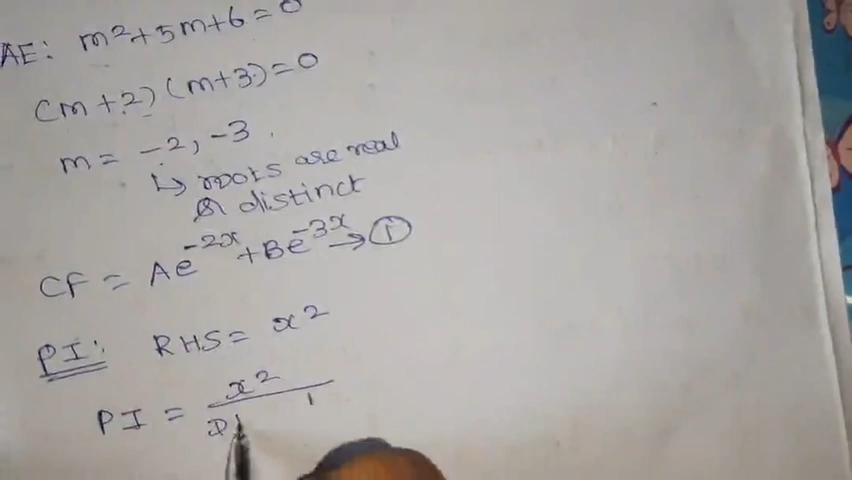 AE: m²+5m+6=0
(m+2)(m+3)=0
m = -2, -3.
↳ roots are real
& distinct
CF = Ae^-2x + Be^-3x → ①
PI: RHS = x²
PI = x²
D